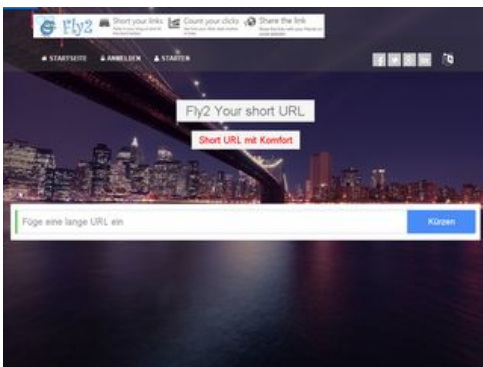 Fly2
Short your links
Count your clicks
Share the link
STARTSEITE ANMELDEN STARTEN
Fly2 Your short URL
Short URL mit Komfort
Füge eine lange URL ein
Kürzen